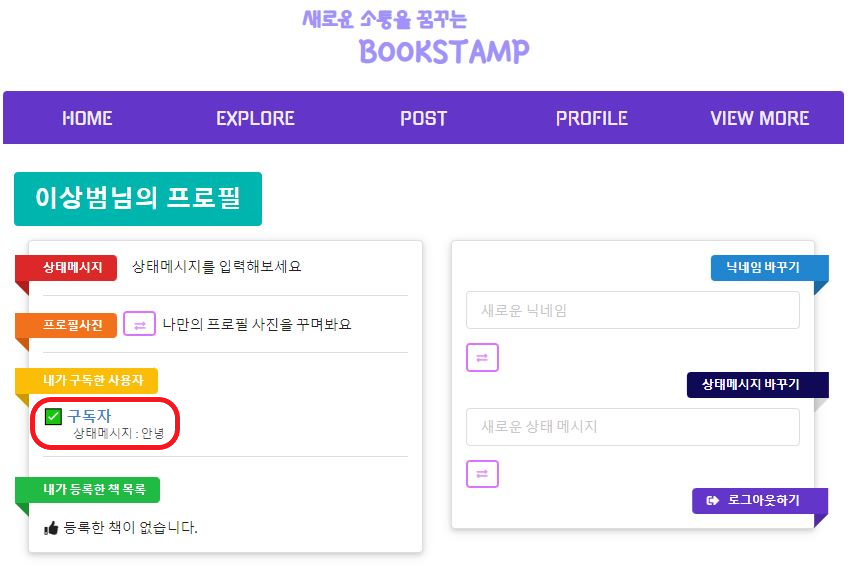 새로운 소통을 꿈꾸는
BOOKSTAMP
HOME EXPLORE POST PROFILE VIEW MORE
이상범님의 프로필
상태메시지 상태메시지를 입력해보세요
프로필사진 나만의 프로필 사진을 꾸며봐요
내가 구독한 사용자
구독자
상태메시지 : 안녕
내가 등록한 책 목록
등록한 책이 없습니다.
닉네임 바꾸기
새로운 닉네임
상태메시지 바꾸기
새로운 상태 메시지
로그아웃하기